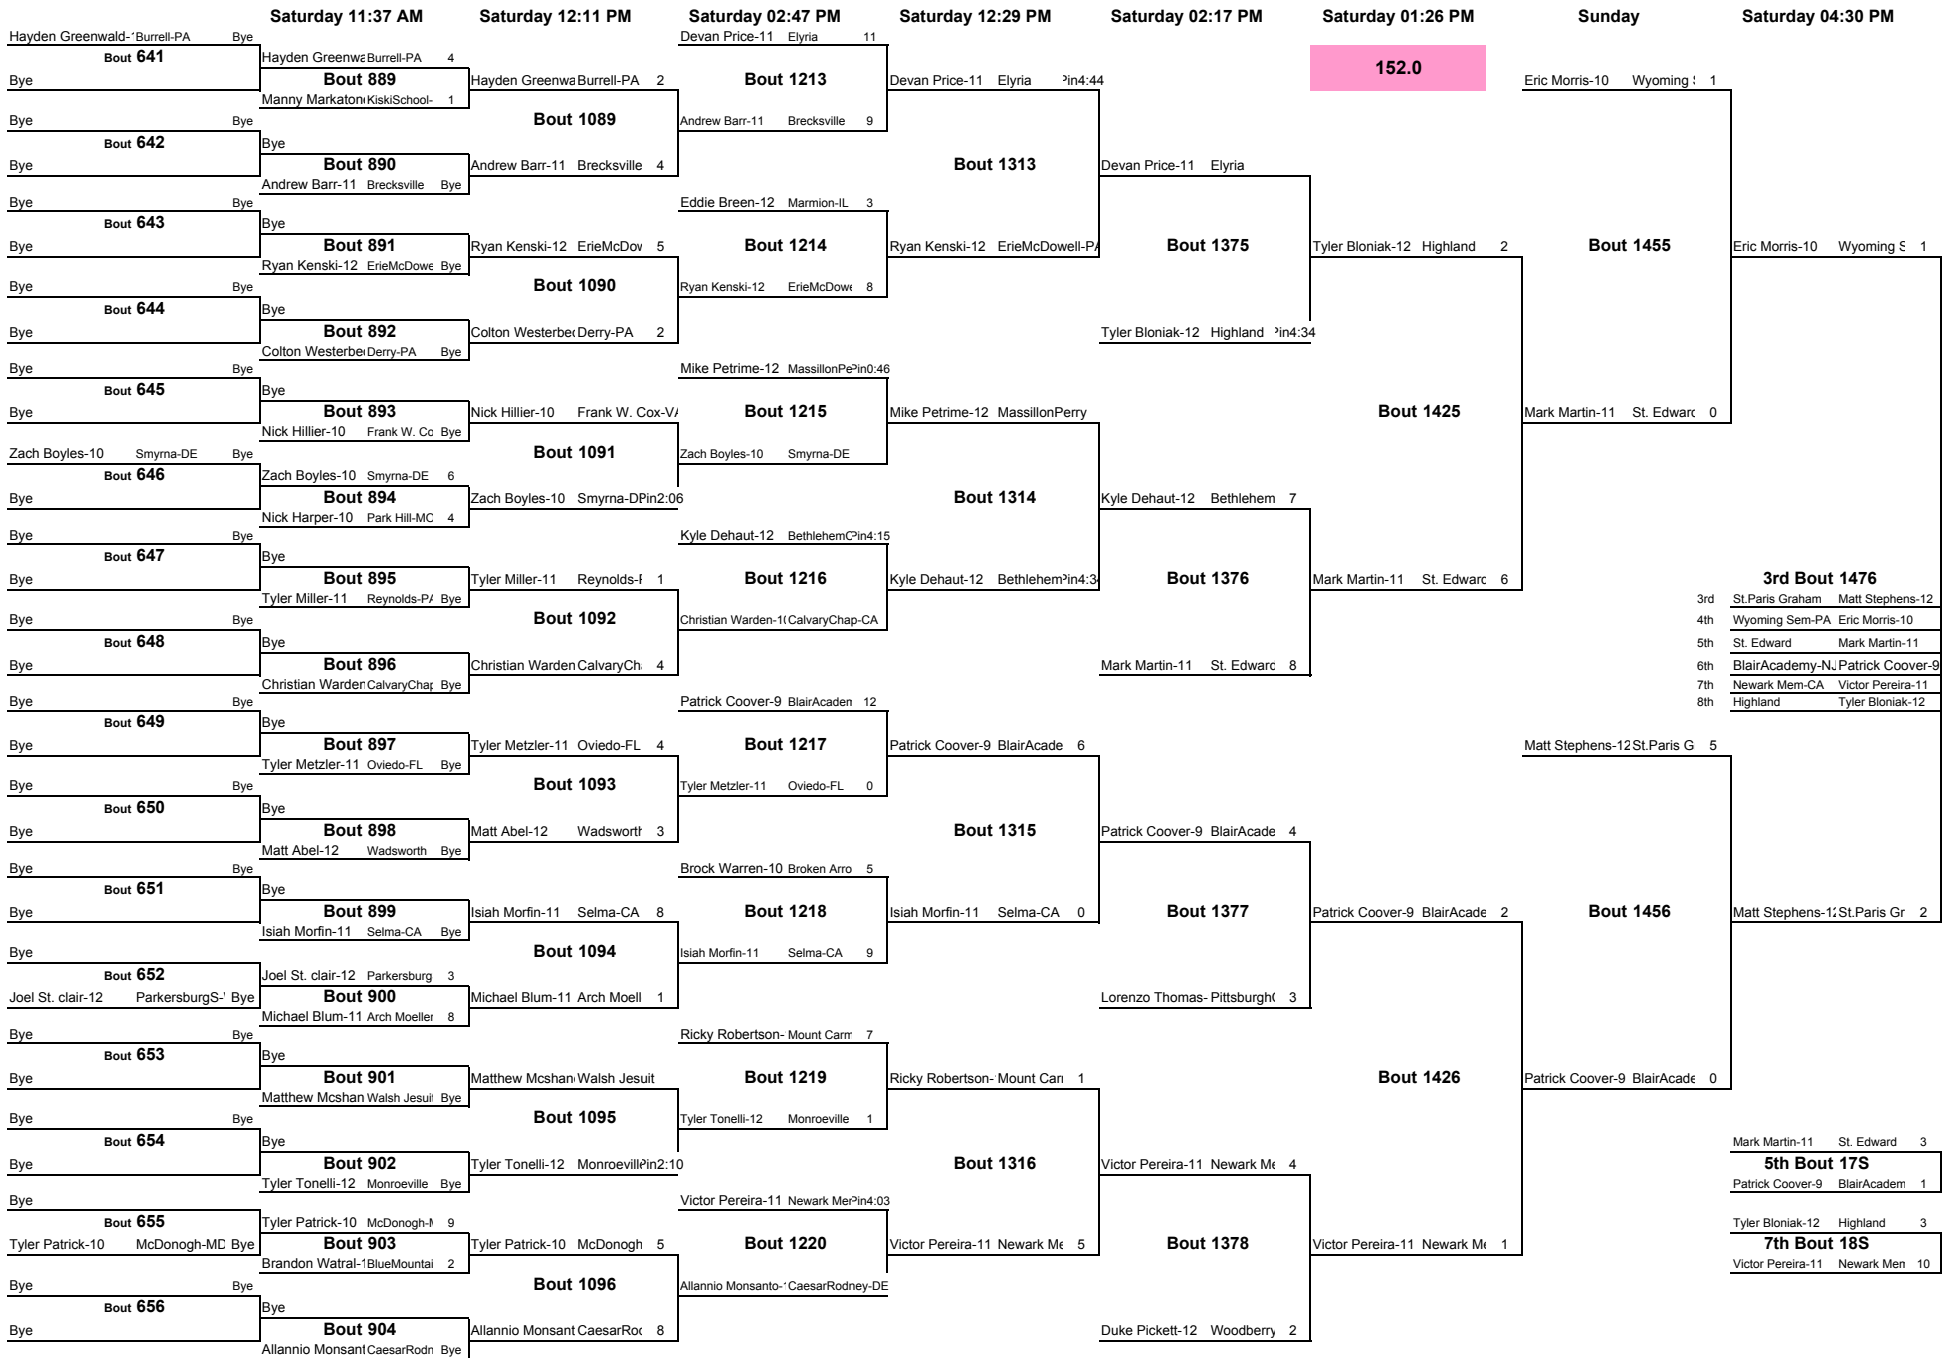 Saturday 11:37 AM Saturday 12:11 PM Saturday 02:47 PM Saturday 12:29 PM Saturday 02:17 PM Saturday 01:26 PM Sunday Saturday 04:30 PM
152.0
Hayden Greenwald-1 Burrell-PA Bye
Bout 641
Bye
Bye Bye
Bout 642
Bye
Bye Bye
Bout 643
Bye
Bye Bye
Bout 644
Bye
Bye Bye
Bout 645
Bye
Zach Boyles-10 Smyrna-DE Bye
Bout 646
Bye
Bye Bye
Bout 647
Bye
Bye Bye
Bout 648
Bye
Bye Bye
Bout 649
Bye
Bye Bye
Bout 650
Bye
Bye Bye
Bout 651
Bye
Bye
Bout 652
Joel St. clair-12 ParkersburgS- Bye
Bye Bye
Bout 653
Bye
Bye Bye
Bout 654
Bye
Bye
Bout 655
Tyler Patrick-10 McDonogh-MD Bye
Bye Bye
Bout 656
Bye
Hayden Greenwa Burrell-PA 4
Bout 889
Manny Markaton KiskiSchool- 1
Bye
Bout 890
Andrew Barr-11 Brecksville Bye
Bye
Bout 891
Ryan Kenski-12 ErieMcDowe Bye
Bye
Bout 892
Colton Westerbe Derry-PA Bye
Bye
Bout 893
Nick Hillier-10 Frank W. Co Bye
Zach Boyles-10 Smyrna-DE 6
Bout 894
Nick Harper-10 Park Hill-MO 4
Bye
Bout 895
Tyler Miller-11 Reynolds-PA Bye
Bye
Bout 896
Christian Warden CalvaryChap Bye
Bye
Bout 897
Tyler Metzler-11 Oviedo-FL Bye
Bye
Bout 898
Matt Abel-12 Wadsworth Bye
Bye
Bout 899
Isiah Morfin-11 Selma-CA Bye
Joel St. clair-12 Parkersburg 3
Bout 900
Michael Blum-11 Arch Moeller 8
Bye
Bout 901
Matthew Mcshan Walsh Jesuit Bye
Bye
Bout 902
Tyler Tonelli-12 Monroeville Bye
Tyler Patrick-10 McDonogh-M 9
Bout 903
Brandon Watral-1 BlueMountai 2
Bye
Bout 904
Allannio Monsant CaesarRodn Bye
Hayden Greenwa Burrell-PA 2
Bout 1089
Andrew Barr-11 Brecksville 4
Ryan Kenski-12 ErieMcDow 5
Bout 1090
Colton Westerbe Derry-PA 2
Nick Hillier-10 Frank W. Cox-VA
Bout 1091
Zach Boyles-10 Smyrna-D Pin2:06
Tyler Miller-11 Reynolds-P 1
Bout 1092
Christian Warden CalvaryCh 4
Tyler Metzler-11 Oviedo-FL 4
Bout 1093
Matt Abel-12 Wadsworth 3
Isiah Morfin-11 Selma-CA 8
Bout 1094
Michael Blum-11 Arch Moell 1
Matthew Mcshan Walsh Jesuit
Bout 1095
Tyler Tonelli-12 Monroevill Pin2:10
Tyler Patrick-10 McDonogh 5
Bout 1096
Allannio Monsant CaesarRod 8
Devan Price-11 Elyria 11
Bout 1213
Andrew Barr-11 Brecksville 9
Eddie Breen-12 Marmion-IL 3
Bout 1214
Ryan Kenski-12 ErieMcDowe 8
Mike Petrime-12 MassillonPe Pin0:46
Bout 1215
Zach Boyles-10 Smyrna-DE
Kyle Dehaut-12 BethlehemC Pin4:15
Bout 1216
Christian Warden-10 CalvaryChap-CA
Patrick Coover-9 BlairAcadem 12
Bout 1217
Tyler Metzler-11 Oviedo-FL 0
Brock Warren-10 Broken Arro 5
Bout 1218
Isiah Morfin-11 Selma-CA 9
Ricky Robertson- Mount Carm 7
Bout 1219
Tyler Tonelli-12 Monroeville 1
Victor Pereira-11 Newark Mem Pin4:03
Bout 1220
Allannio Monsanto-1 CaesarRodney-DE
Devan Price-11 Elyria Pin4:44
Bout 1313
Ryan Kenski-12 ErieMcDowell-PA
Mike Petrime-12 MassillonPerry
Bout 1314
Kyle Dehaut-12 Bethlehem Pin4:34
Patrick Coover-9 BlairAcade 6
Bout 1315
Isiah Morfin-11 Selma-CA 0
Ricky Robertson- Mount Carr 1
Bout 1316
Victor Pereira-11 Newark Me 5
Devan Price-11 Elyria
Bout 1375
Tyler Bloniak-12 Highland Pin4:34
Kyle Dehaut-12 Bethlehem 7
Bout 1376
Mark Martin-11 St. Edward 8
Patrick Coover-9 BlairAcade 4
Bout 1377
Lorenzo Thomas- PittsburghC 3
Victor Pereira-11 Newark Me 4
Bout 1378
Duke Pickett-12 Woodberry 2
Tyler Bloniak-12 Highland 2
Bout 1425
Mark Martin-11 St. Edward 6
Patrick Coover-9 BlairAcade 2
Bout 1426
Victor Pereira-11 Newark Me 1
Eric Morris-10 Wyoming S 1
Bout 1455
Mark Martin-11 St. Edward 0
Matt Stephens-12 St.Paris G 5
Bout 1456
Patrick Coover-9 BlairAcade 0
Eric Morris-10 Wyoming S 1
3rd Bout 1476
3rd St.Paris Graham Matt Stephens-12
4th Wyoming Sem-PA Eric Morris-10
5th St. Edward Mark Martin-11
6th BlairAcademy-NJ Patrick Coover-9
7th Newark Mem-CA Victor Pereira-11
8th Highland Tyler Bloniak-12
Matt Stephens-12 St.Paris Gr 2
Mark Martin-11 St. Edward 3
5th Bout 17S
Patrick Coover-9 BlairAcadem 1
Tyler Bloniak-12 Highland 3
7th Bout 18S
Victor Pereira-11 Newark Mem 10